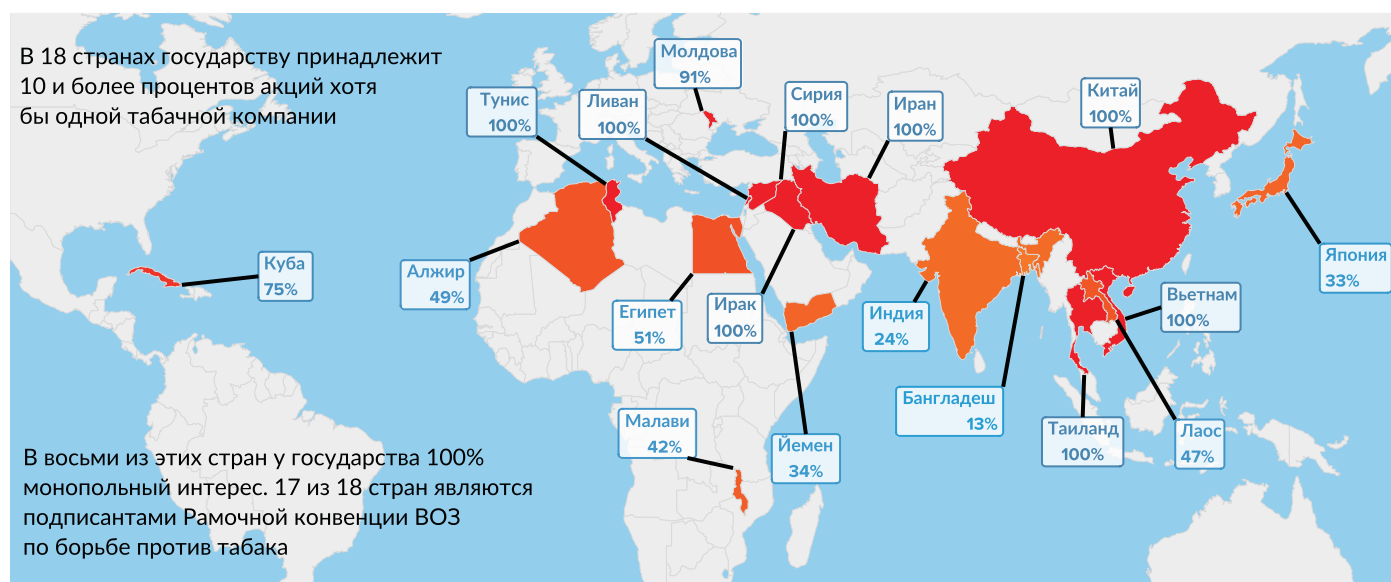 В 18 странах государству принадлежит
10 и более процентов акций хотя
бы одной табачной компании
Молдова
91%
Тунис
100%
Ливан
100%
Сирия
100%
Иран
100%
Китай
100%
Куба
75%
Алжир
49%
Египет
51%
Ирак
100%
Индия
24%
Япония
33%
Вьетнам
100%
Бангладеш
13%
Малави
42%
Йемен
34%
Таиланд
100%
Лаос
47%
В восьми из этих стран у государства 100%
монопольный интерес. 17 из 18 стран являются
подписантами Рамочной конвенции ВОЗ
по борьбе против табака